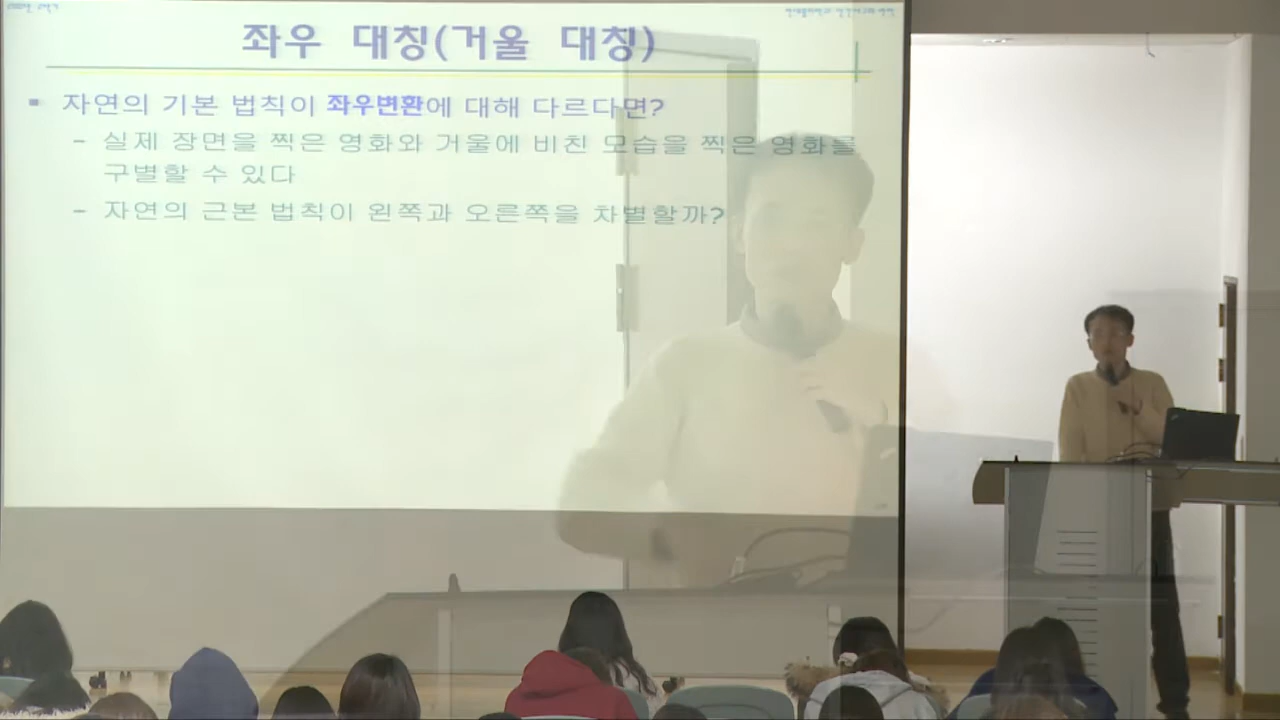 좌우 대칭(거울 대칭)
▪ 자연의 기본 법칙이 좌우변환에 대해 다르다면?
– 실제 장면을 찍은 영화와 거울에 비친 모습을 찍은 영화를
구별할 수 있다
– 자연의 근본 법칙이 왼쪽과 오른쪽을 차별할까?